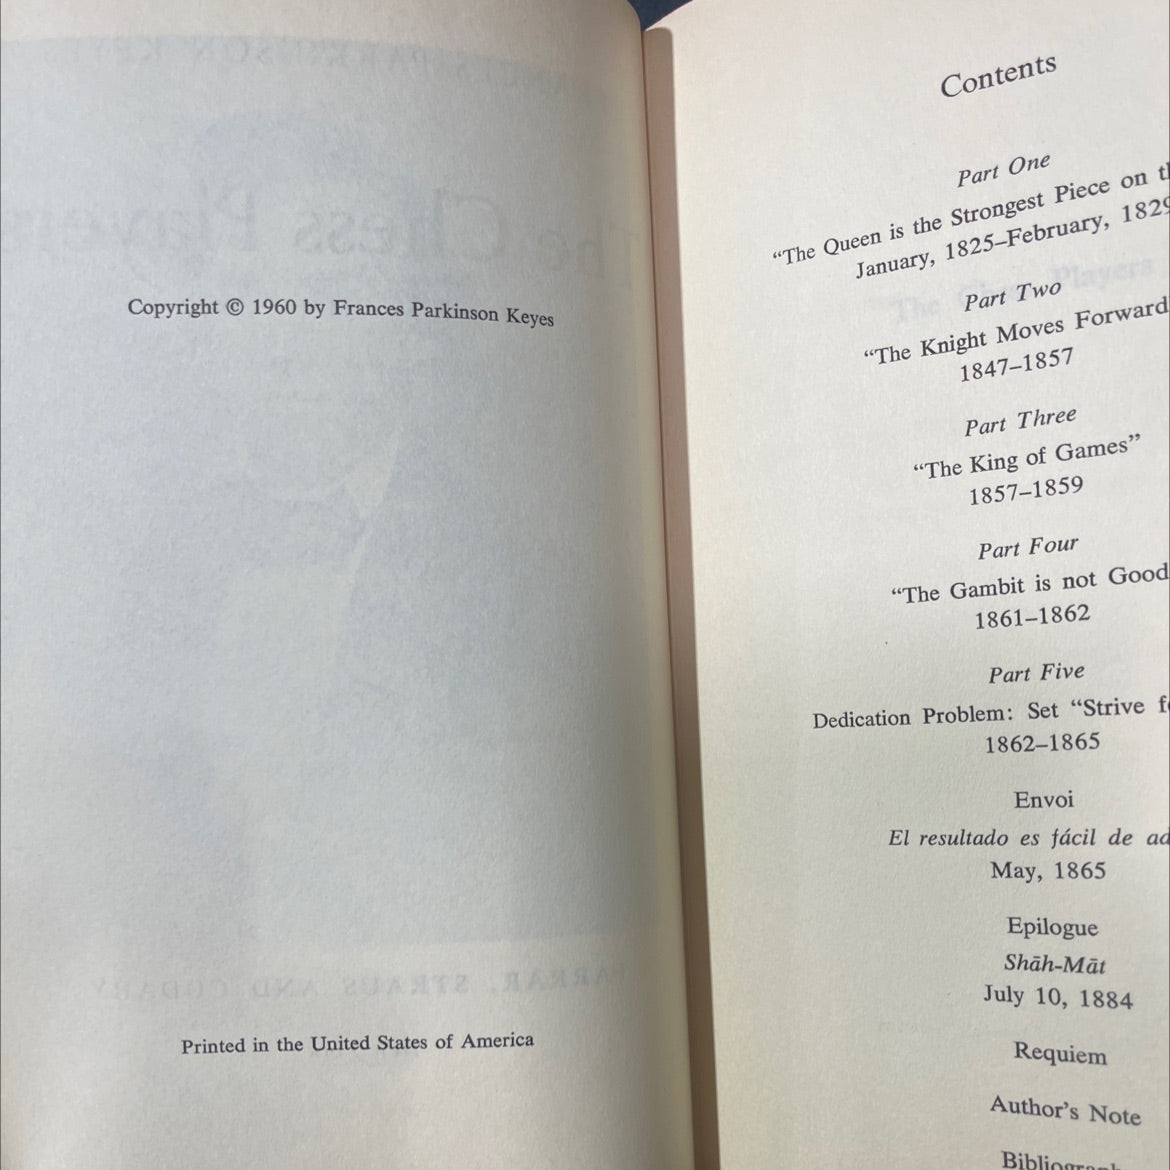 Copyright © 1960 by Frances Parkinson Keyes
Printed in the United States of America
Contents
Part One
“The Queen is the Strongest Piece on
January, 1825–February, 1829
Part Two
“The Knight Moves Forward
1847–1857
Part Three
“The King of Games”
1857–1859
Part Four
“The Gambit is not Good
1861–1862
Part Five
Dedication Problem: Set “Strive
1862–1865
Envoi
El resultado es fácil de
May, 1865
Epilogue
Shāh-Māt
July 10, 1884
Requiem
Author's Note